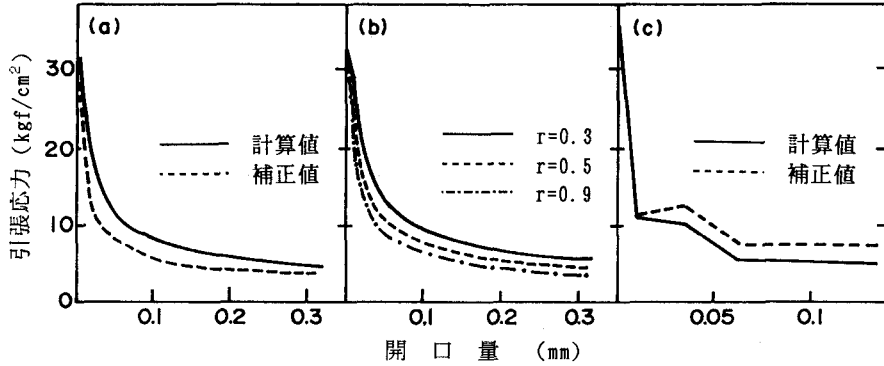 (a)
(b)
(c)
引張応力 (kgf/cm²)
30
20
10
0
計算値
補正値
r=0.3
r=0.5
r=0.9
計算値
補正値
0.1
0.2
0.3
0.1
0.2
0.3
0.05
0.1
開口量 (mm)